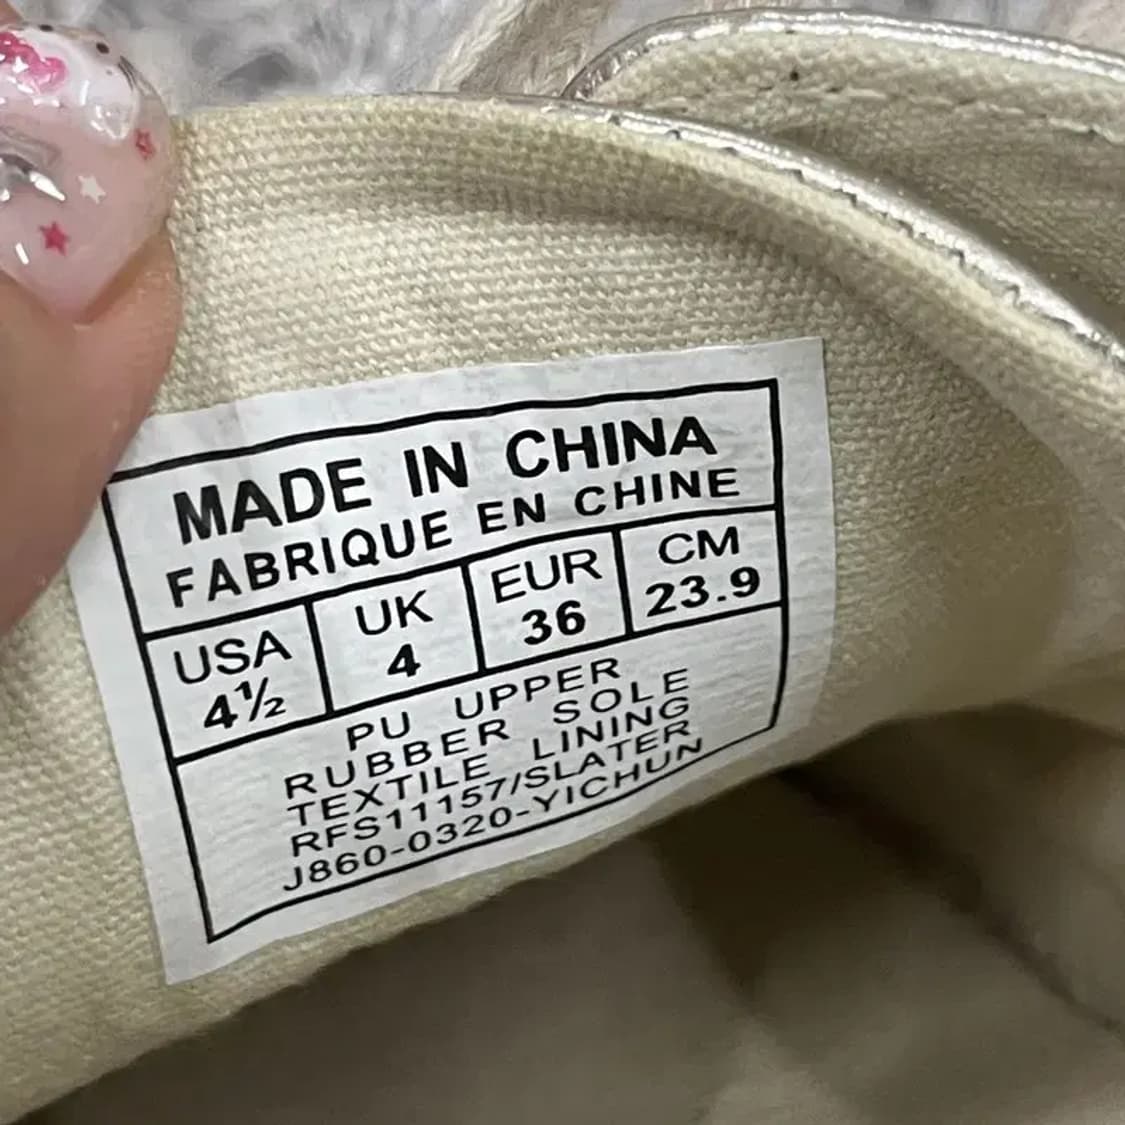 MADE IN CHINA
FABRIQUE EN CHINE
USA UK EUR CM
4½ 4 36 23.9
PU UPPER
RUBBER SOLE
TEXTILE LINING
RFS11157/SLATER
J860-0320-YICHUN